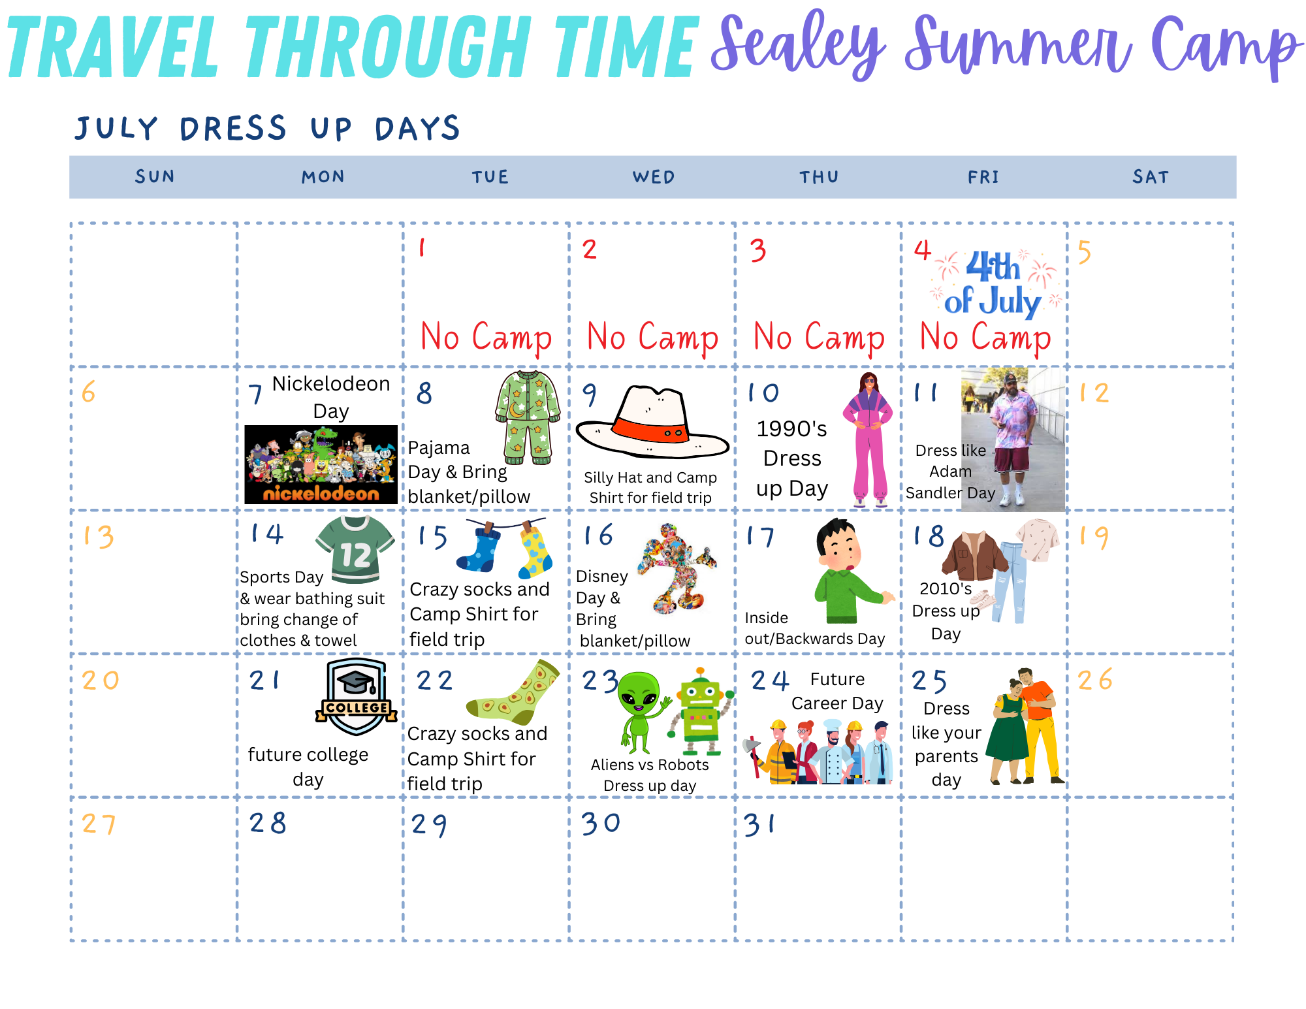 TRAVEL THROUGH TIME Sealey Summer Camp
JULY DRESS UP DAYS
SUN MON TUE WED THU FRI SAT
1
No Camp
2
No Camp
3
No Camp
4
4th
of July
No Camp
5
6
7
Nickelodeon
Day
nickelodeon
8
Pajama
Day & Bring
blanket/pillow
9
Silly Hat and Camp
Shirt for field trip
10
1990's
Dress
up Day
11
Dress like
Adam
Sandler Day
12
13
14
12
Sports Day
& wear bathing suit
bring change of
clothes & towel
15
Crazy socks and
Camp Shirt for
field trip
16
Disney
Day &
Bring
blanket/pillow
17
Inside
out/Backwards Day
18
2010's
Dress up
Day
19
20
21
COLLEGE
future college
day
22
Crazy socks and
Camp Shirt for
field trip
23
Aliens vs Robots
Dress up day
24
Future
Career Day
25
Dress
like your
parents
day
26
27
28
29
30
31